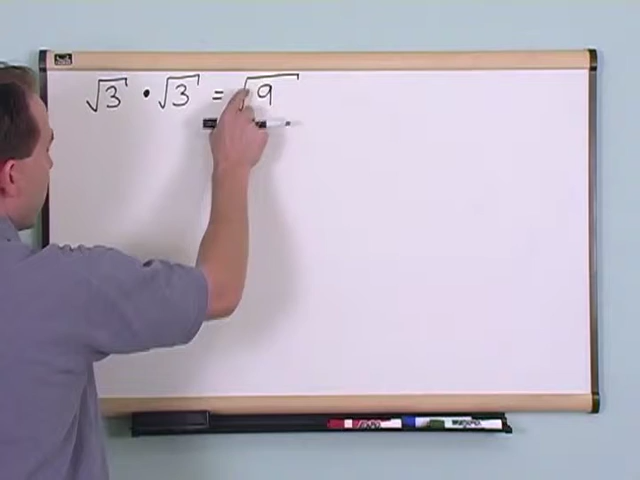 √3 · √3 = √9